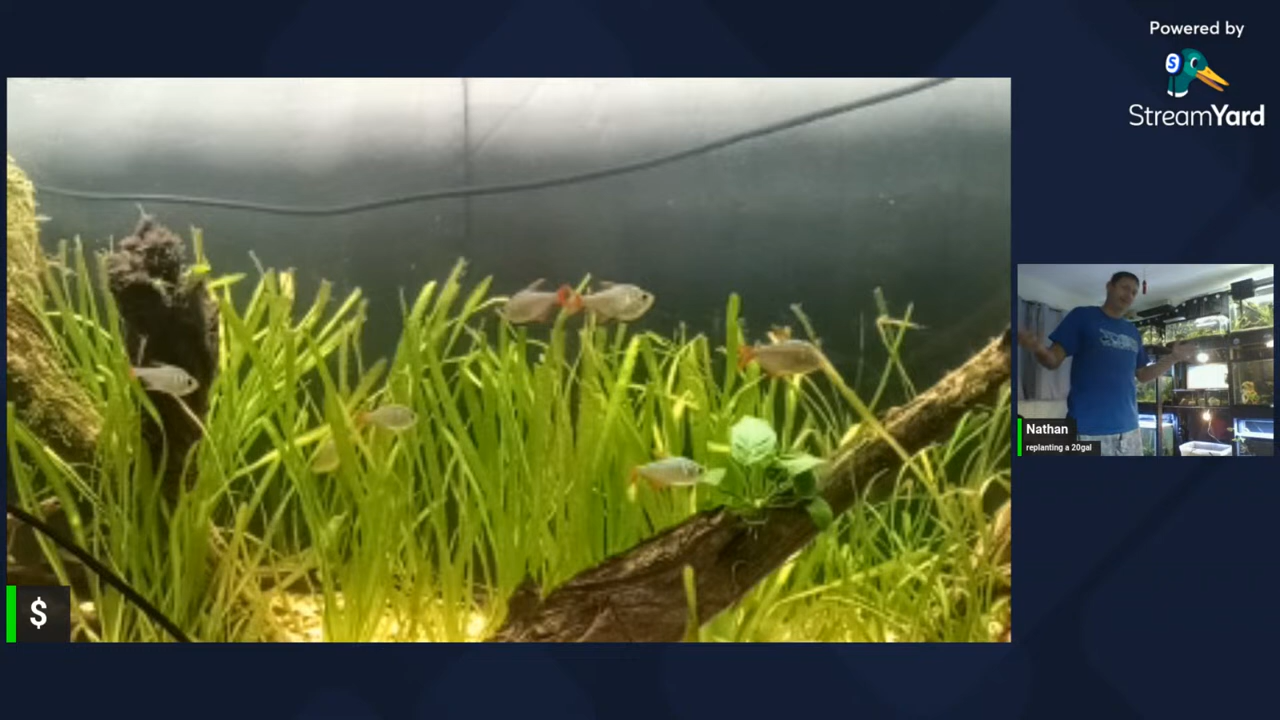 Powered by
S
StreamYard
Nathan
replanting a 20gal
$